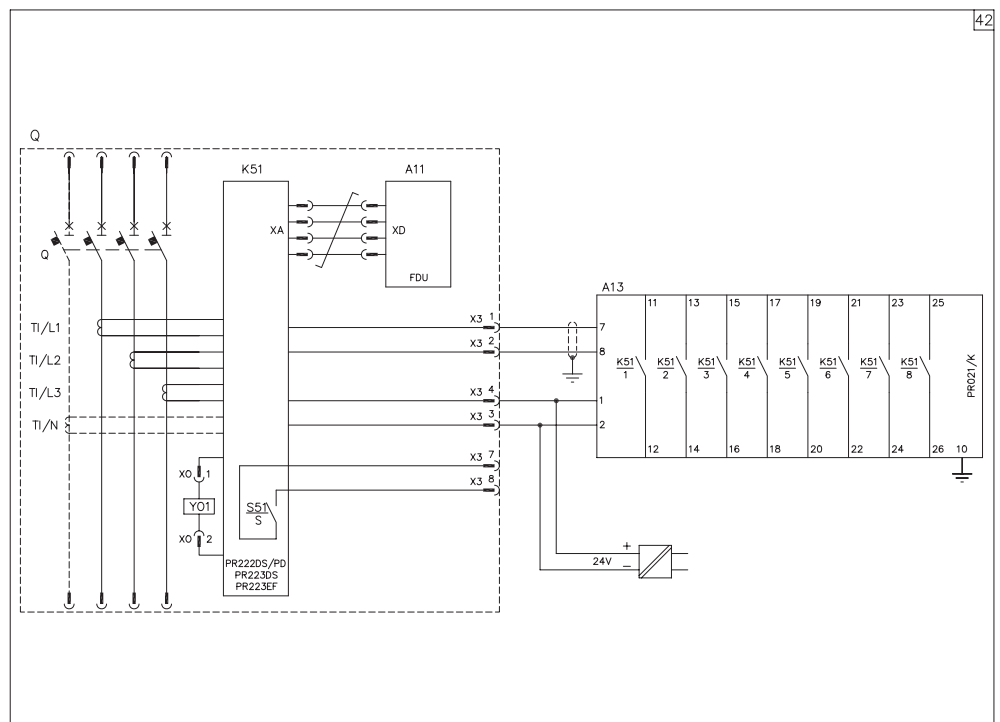 42
Q
K51
A11
XA
XD
Q
FDU
A13
11 13 15 17 19 21 23 25
TI/L1
X3 1
7
X3 2
8
TI/L2
K51 K51 K51 K51 K51 K51 K51 K51
1 2 3 4 5 6 7 8
PR021/K
TI/L3
X3 4
1
TI/N
X3 3
2
12 14 16 18 20 22 24 26 10
X3 7
X0 1
X3 8
Y01
S51
S
X0 2
+
24V
−
PR222DS/PD
PR223DS
PR223EF